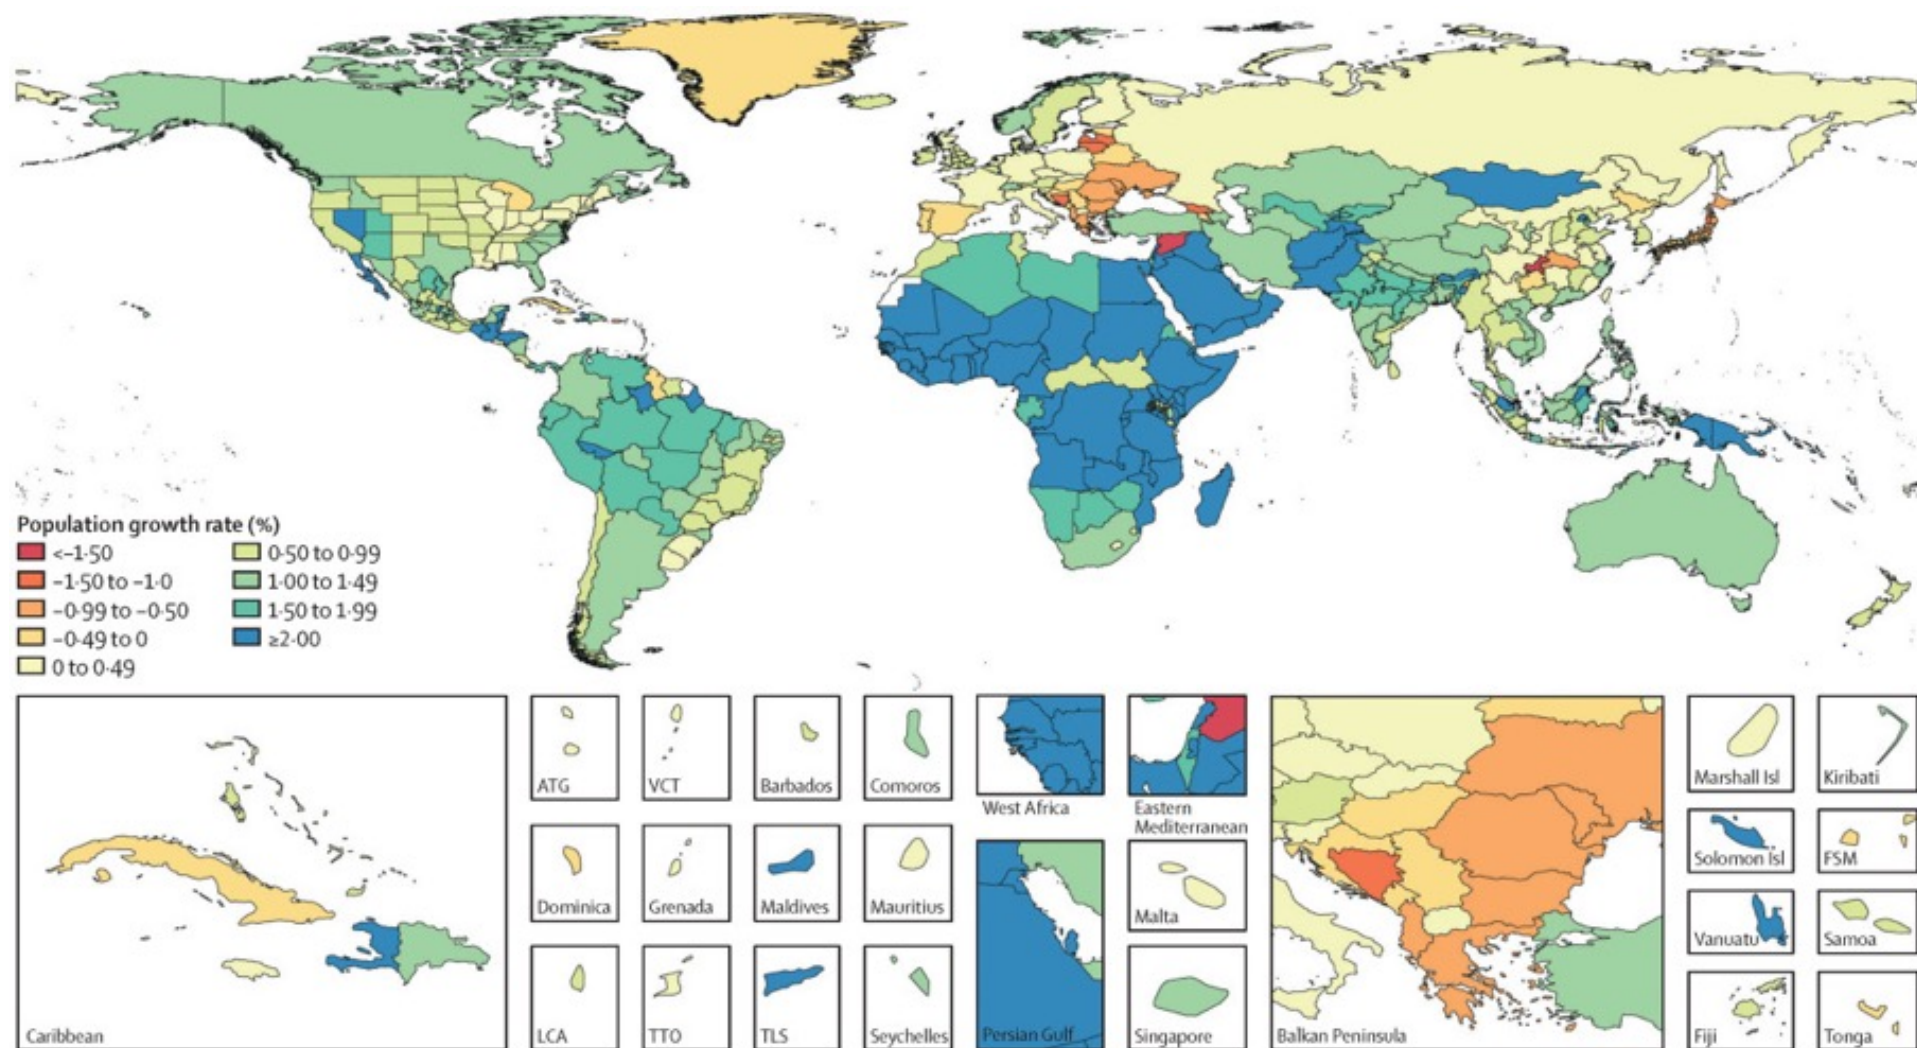 Population growth rate (%)
<–1·50
–1·50 to –1·0
–0·99 to –0·50
–0·49 to 0
0 to 0·49
0·50 to 0·99
1·00 to 1·49
1·50 to 1·99
≥2·00
Caribbean
ATG
VCT
Barbados
Comoros
West Africa
Eastern
Mediterranean
Dominica
Grenada
Maldives
Mauritius
Malta
LCA
TTO
TLS
Seychelles
Persian Gulf
Singapore
Balkan Peninsula
Marshall Isl
Kiribati
Solomon Isl
FSM
Vanuatu
Samoa
Fiji
Tonga